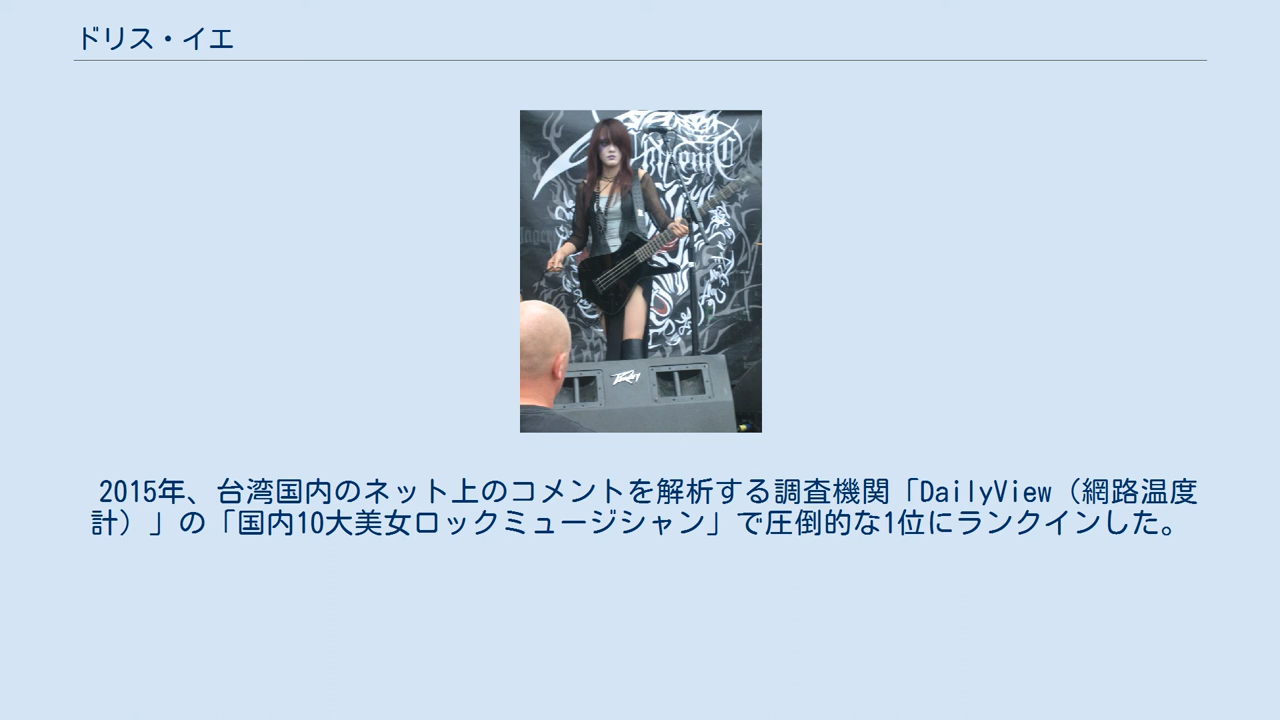 ドリス・イエ
ChthoniC
Peavey
2015年、台湾国内のネット上のコメントを解析する調査機関「DailyView（網路温度
計）」の「国内10大美女ロックミュージシャン」で圧倒的な1位にランクインした。